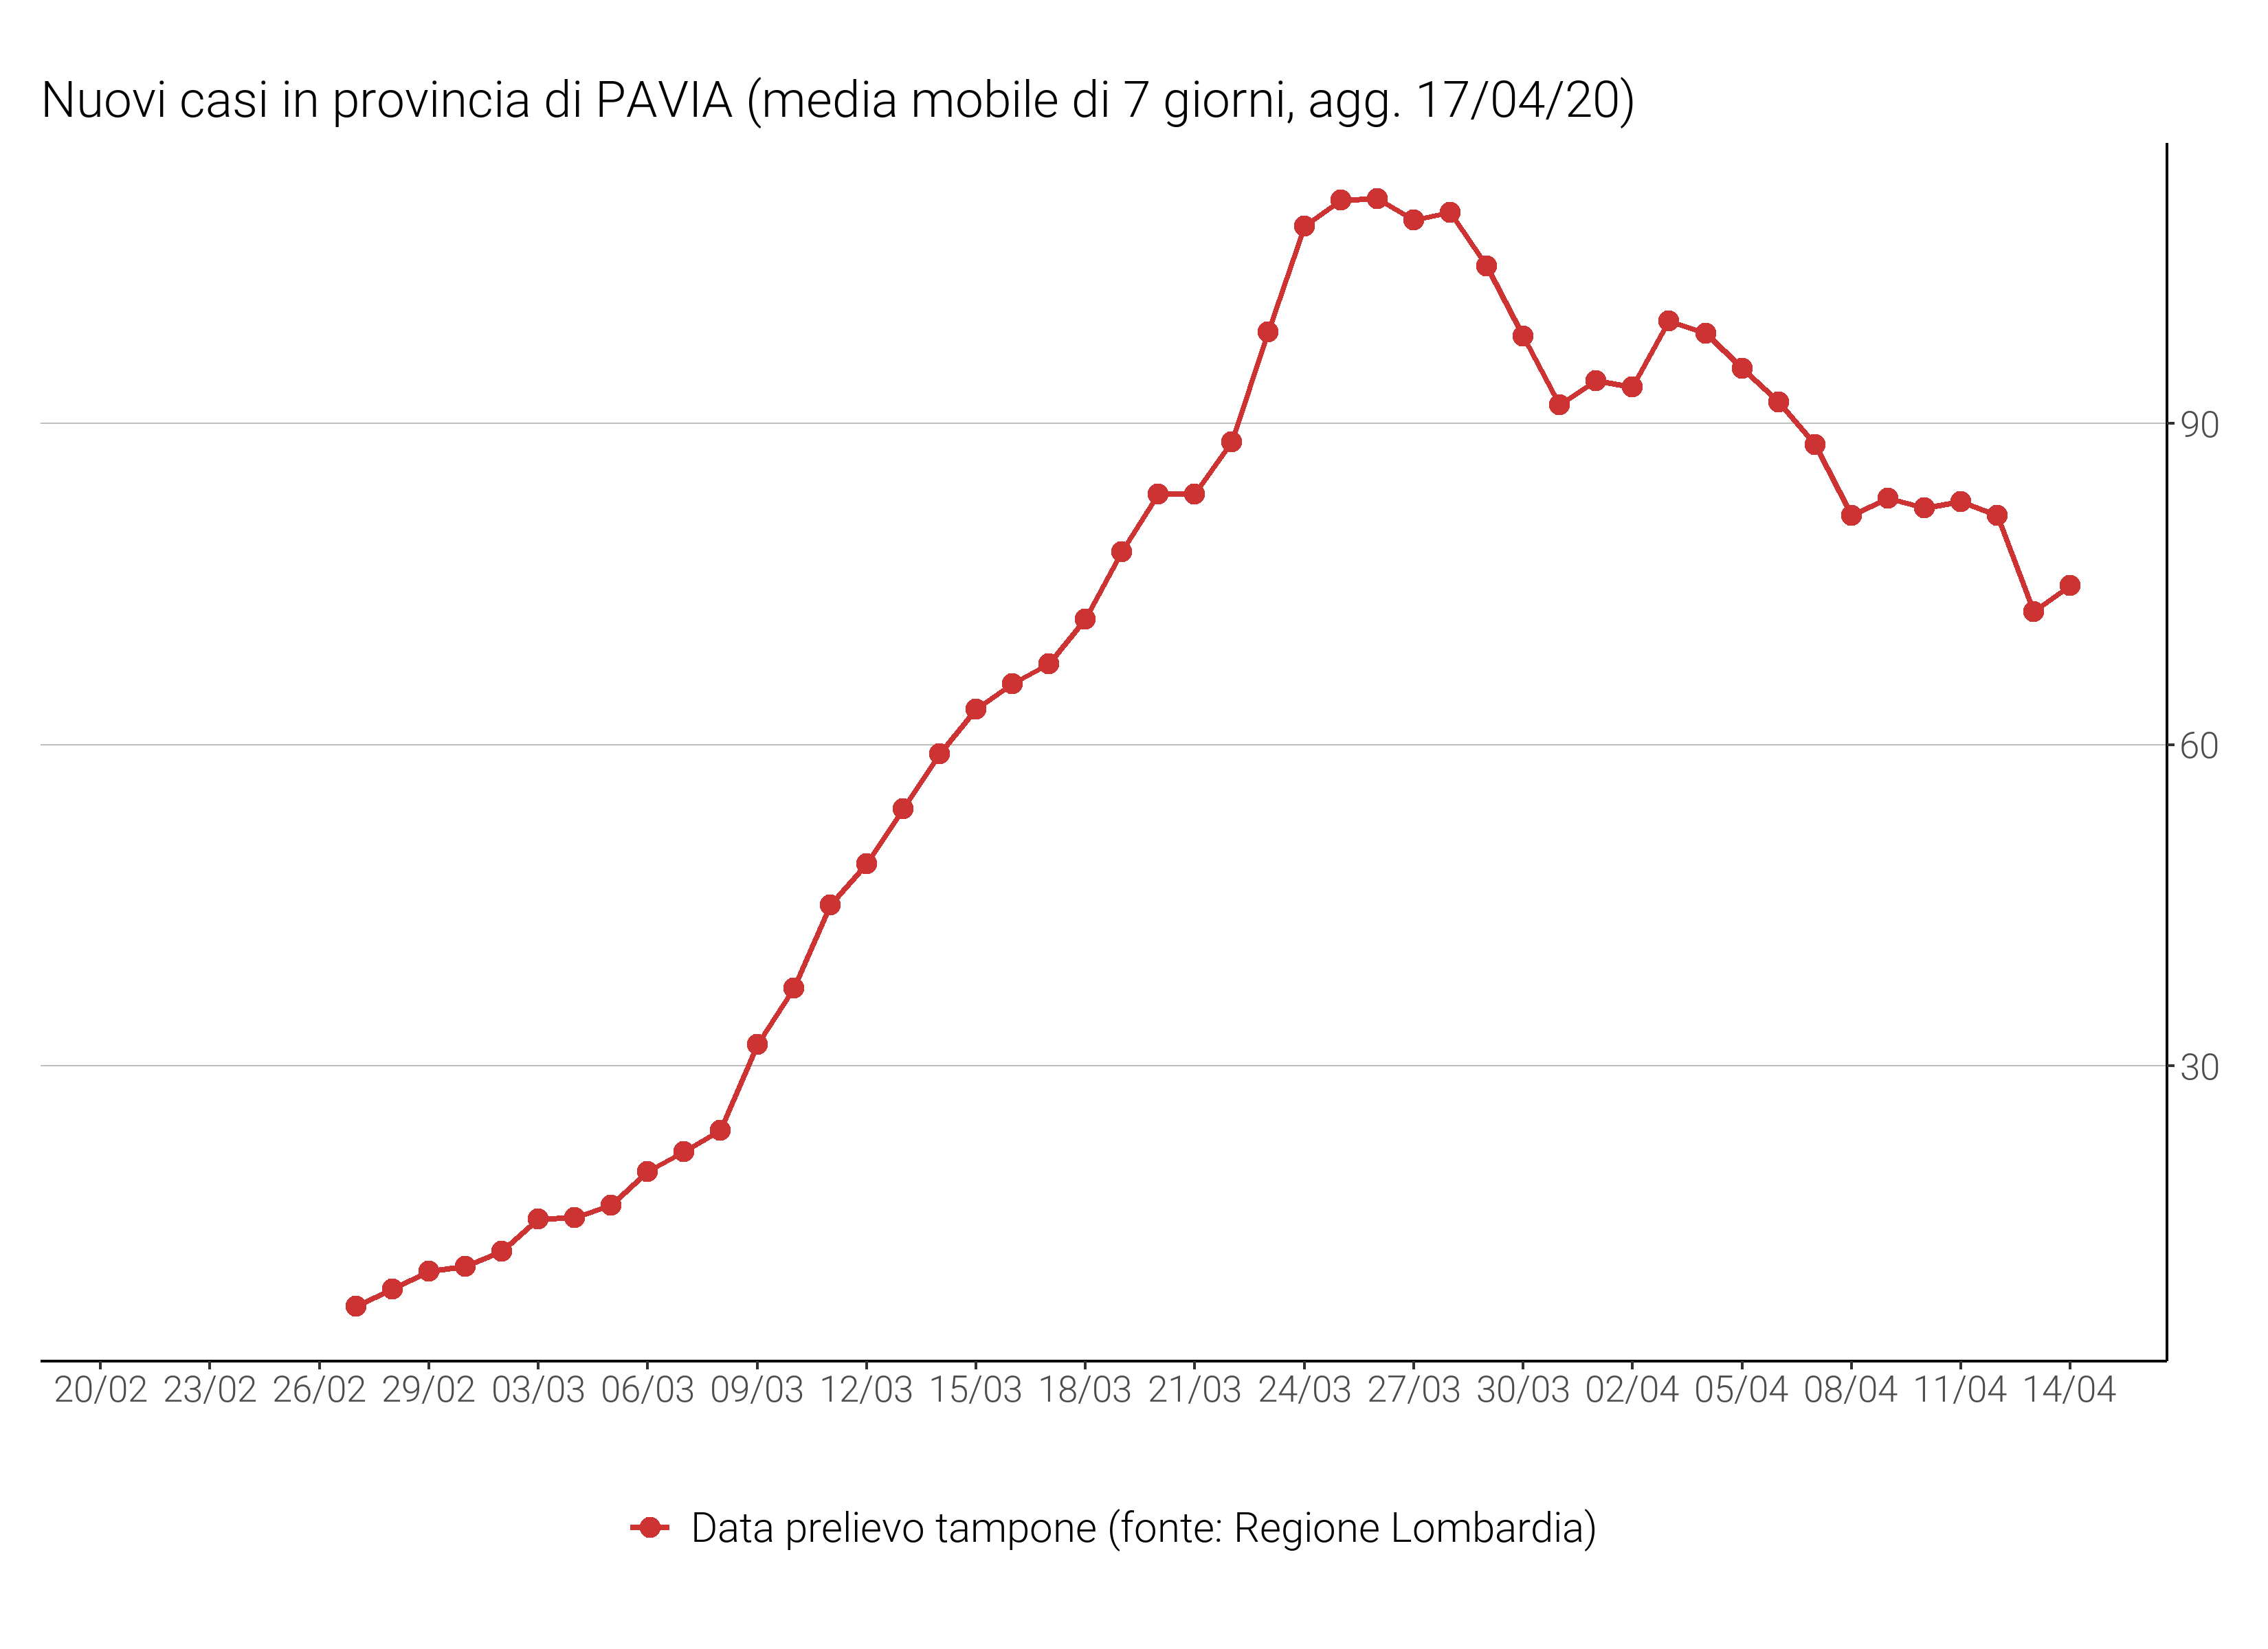 Nuovi casi in provincia di PAVIA (media mobile di 7 giorni, agg. 17/04/20)
90
60
30
20/02 23/02 26/02 29/02 03/03 06/03 09/03 12/03 15/03 18/03 21/03 24/03 27/03 30/03 02/04 05/04 08/04 11/04 14/04
Data prelievo tampone (fonte: Regione Lombardia)